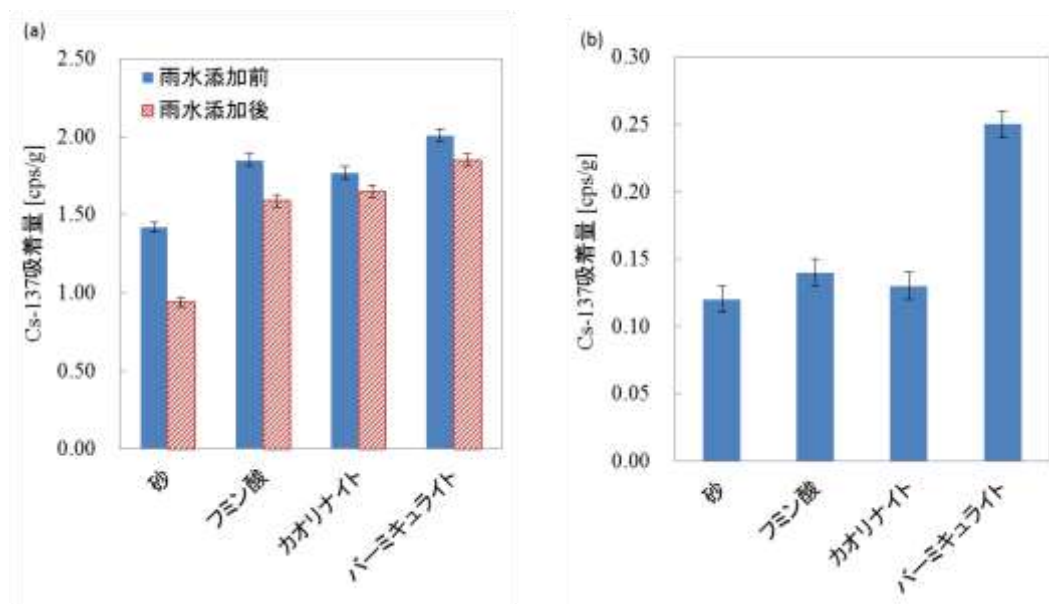 (a)
2.50
2.00
1.50
1.00
0.50
0.00
Cs-137吸着量 [cps/g]
雨水添加前
雨水添加後
砂
フミン酸
カオリナイト
バーミキュライト
(b)
0.30
0.25
0.20
0.15
0.10
0.05
0.00
Cs-137吸着量 [cps/g]
砂
フミン酸
カオリナイト
バーミキュライト